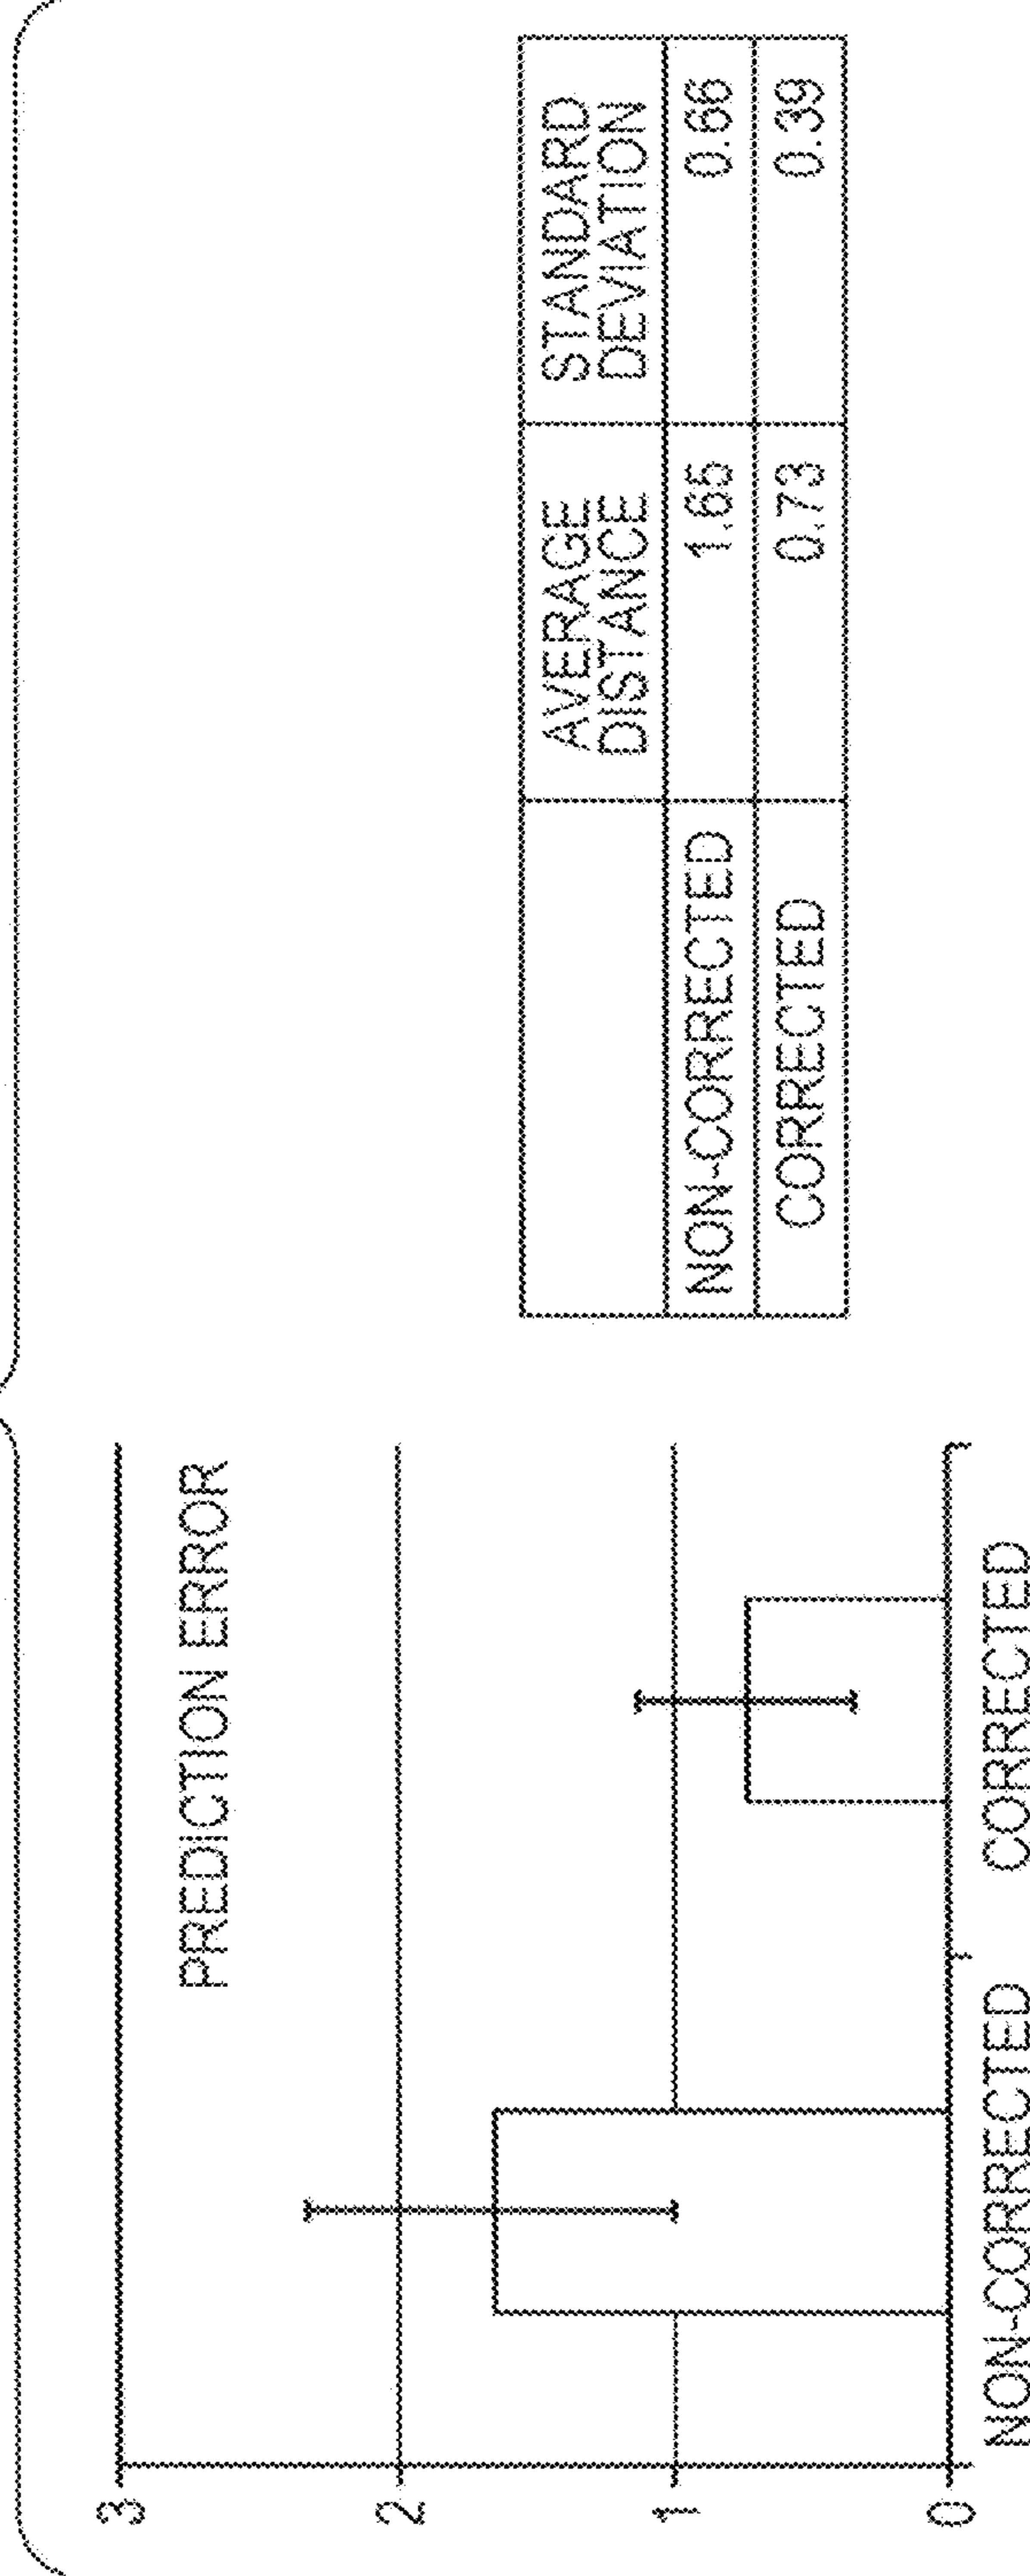 PREDICTION ERROR
3
2
1
0
NON-CORRECTED CORRECTED
AVERAGE DISTANCE STANDARD DEVIATION
NON-CORRECTED 1.65 0.66
CORRECTED 0.73 0.39